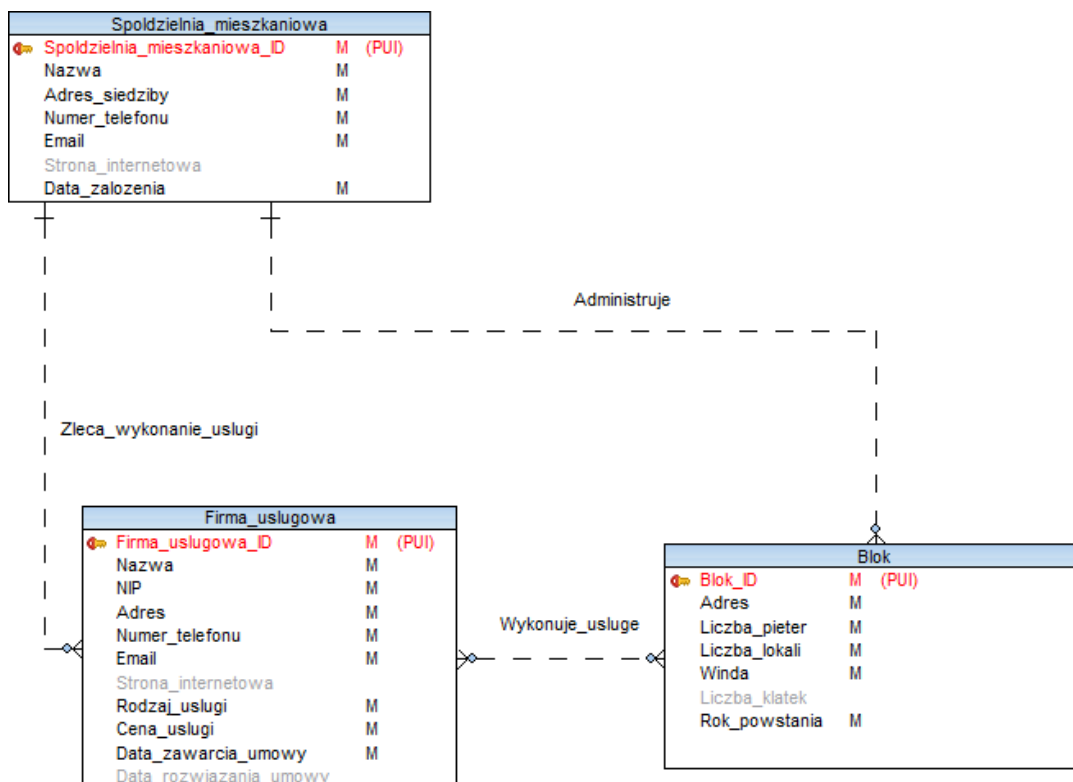 Spoldzielnia_mieszkaniowa
Spoldzielnia_mieszkaniowa_ID M (PUI)
Nazwa M
Adres_siedziby M
Numer_telefonu M
Email M
Strona_internetowa
Data_zalozenia M
Administruje
Zleca_wykonanie_uslugi
Firma_uslugowa
Firma_uslugowa_ID M (PUI)
Nazwa M
NIP M
Adres M
Numer_telefonu M
Email M
Strona_internetowa
Rodzaj_uslugi M
Cena_uslugi M
Data_zawarcia_umowy M
Data_rozwiazania_umowy
Wykonuje_usluge
Blok
Blok_ID M (PUI)
Adres M
Liczba_pieter M
Liczba_lokali M
Winda M
Liczba_klatek
Rok_powstania M